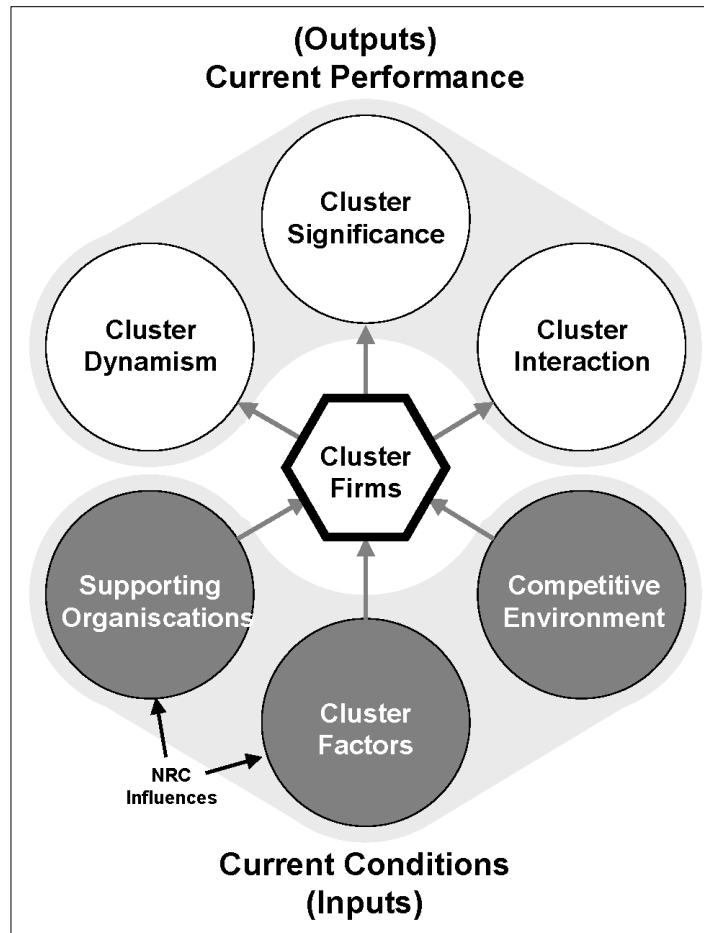 (Outputs)
Current Performance
Cluster
Significance
Cluster
Dynamism
Cluster
Interaction
Cluster
Firms
Supporting
Organiscations
Competitive
Environment
Cluster
Factors
NRC
Influences
Current Conditions
(Inputs)